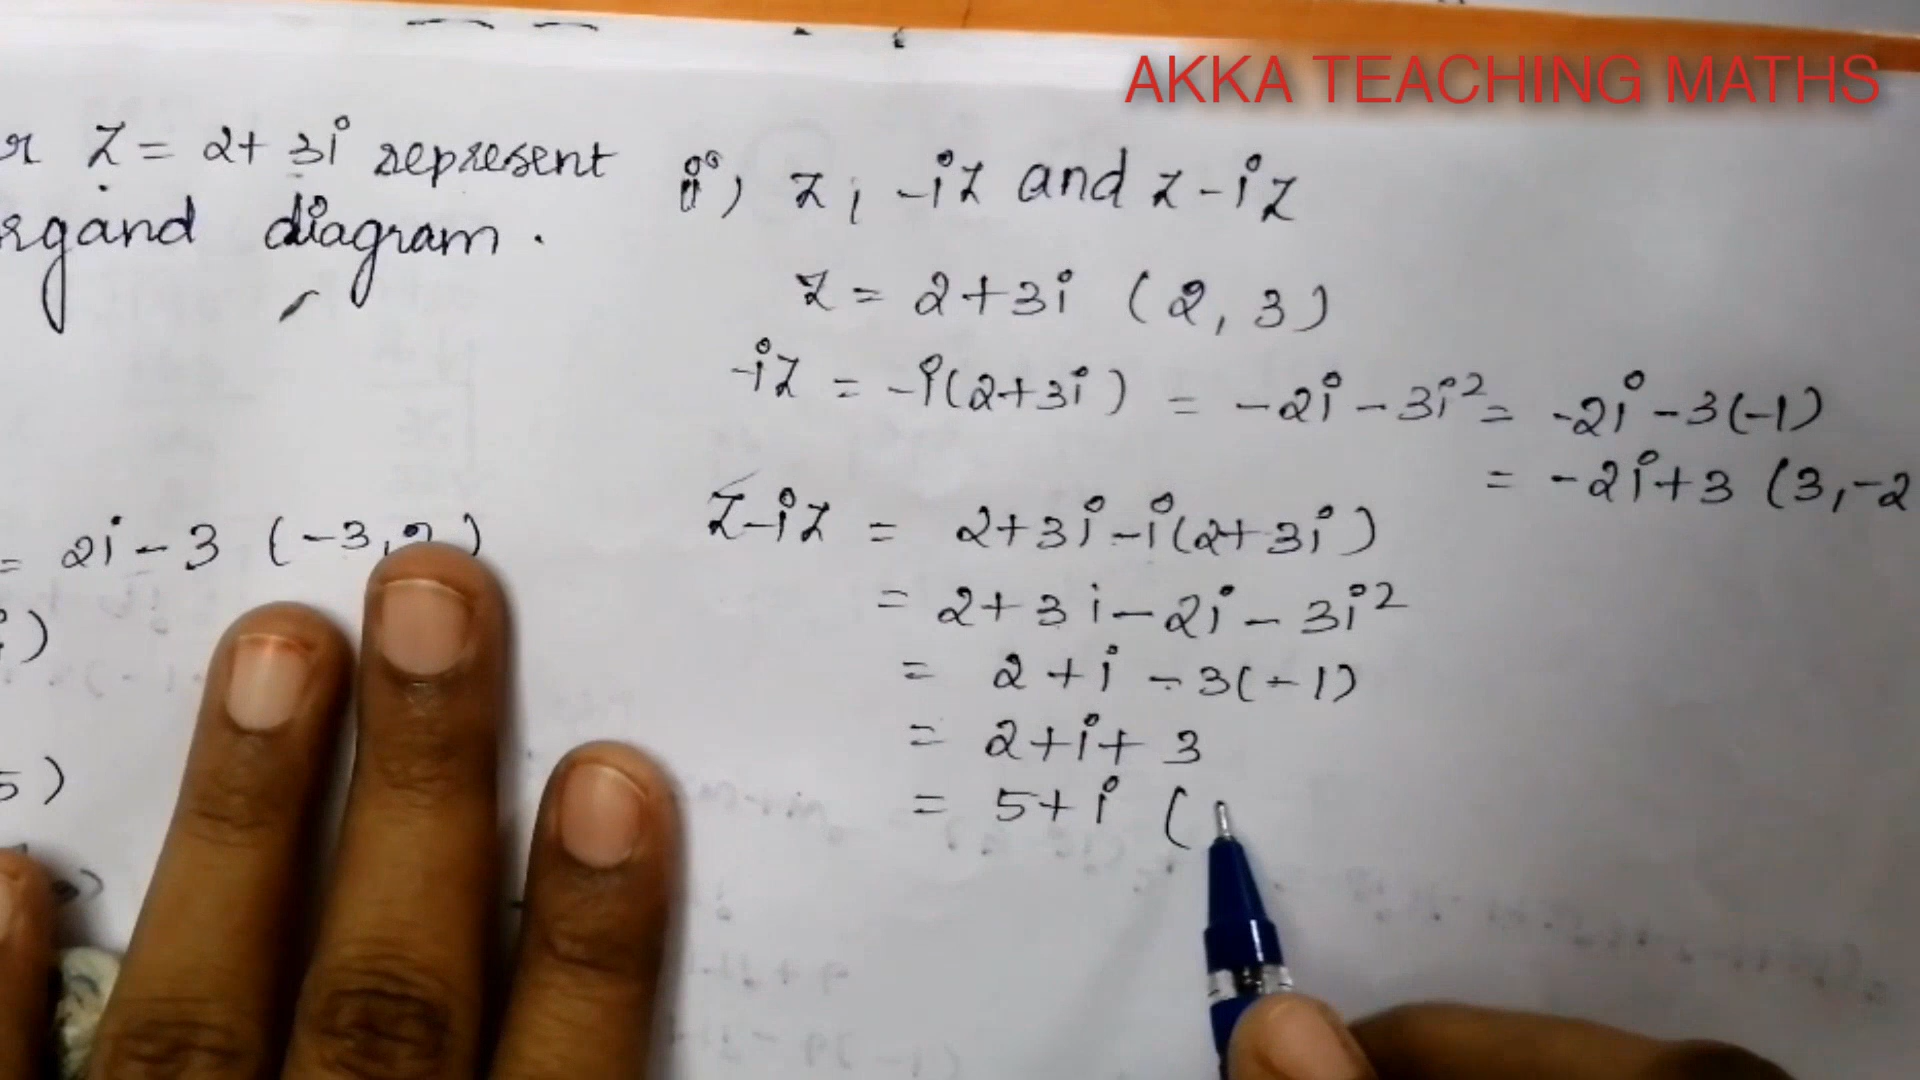 AKKA TEACHING MATHS
z = 2+ 3i represent
diagram.
= 2i - 3 (-3, 2)
5)
ii) z, -iz and z-iz
z = 2+3i (2, 3)
-iz = -i(2+3i) = -2i - 3i² = -2i - 3(-1)
= -2i+3 (3,-2
z-iz = 2+3i-i(2+3i)
= 2+3i-2i-3i²
= 2 + i - 3(-1)
= 2+i+ 3
= 5+ i (